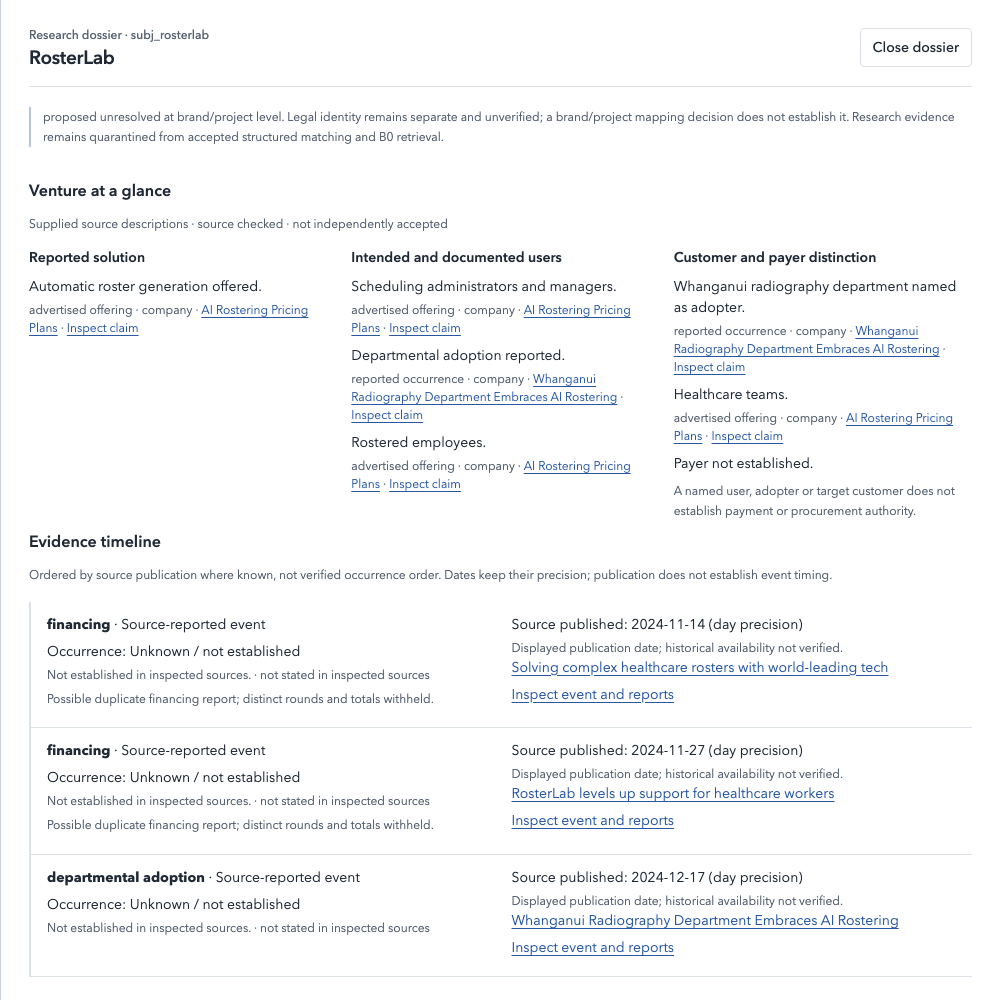 Research dossier · subj_rosterlab
RosterLab
Close dossier
proposed unresolved at brand/project level. Legal identity remains separate and unverified; a brand/project mapping decision does not establish it. Research evidence
remains quarantined from accepted structured matching and B0 retrieval.
Venture at a glance
Supplied source descriptions · source checked · not independently accepted
Reported solution
Automatic roster generation offered.
advertised offering · company · AI Rostering Pricing
Plans · Inspect claim
Intended and documented users
Scheduling administrators and managers.
advertised offering · company · AI Rostering Pricing
Plans · Inspect claim
Departmental adoption reported.
reported occurrence · company · Whanganui
Radiography Department Embraces AI Rostering ·
Inspect claim
Rostered employees.
advertised offering · company · AI Rostering Pricing
Plans · Inspect claim
Customer and payer distinction
Whanganui radiography department named
as adopter.
reported occurrence · company · Whanganui
Radiography Department Embraces AI Rostering ·
Inspect claim
Healthcare teams.
advertised offering · company · AI Rostering Pricing
Plans · Inspect claim
Payer not established.
A named user, adopter or target customer does not
establish payment or procurement authority.
Evidence timeline
Ordered by source publication where known, not verified occurrence order. Dates keep their precision; publication does not establish event timing.
financing · Source-reported event
Occurrence: Unknown / not established
Not established in inspected sources. · not stated in inspected sources
Possible duplicate financing report; distinct rounds and totals withheld.
Source published: 2024-11-14 (day precision)
Displayed publication date; historical availability not verified.
Solving complex healthcare rosters with world-leading tech
Inspect event and reports
financing · Source-reported event
Occurrence: Unknown / not established
Not established in inspected sources. · not stated in inspected sources
Possible duplicate financing report; distinct rounds and totals withheld.
Source published: 2024-11-27 (day precision)
Displayed publication date; historical availability not verified.
RosterLab levels up support for healthcare workers
Inspect event and reports
departmental adoption · Source-reported event
Occurrence: Unknown / not established
Not established in inspected sources. · not stated in inspected sources
Source published: 2024-12-17 (day precision)
Displayed publication date; historical availability not verified.
Whanganui Radiography Department Embraces AI Rostering
Inspect event and reports